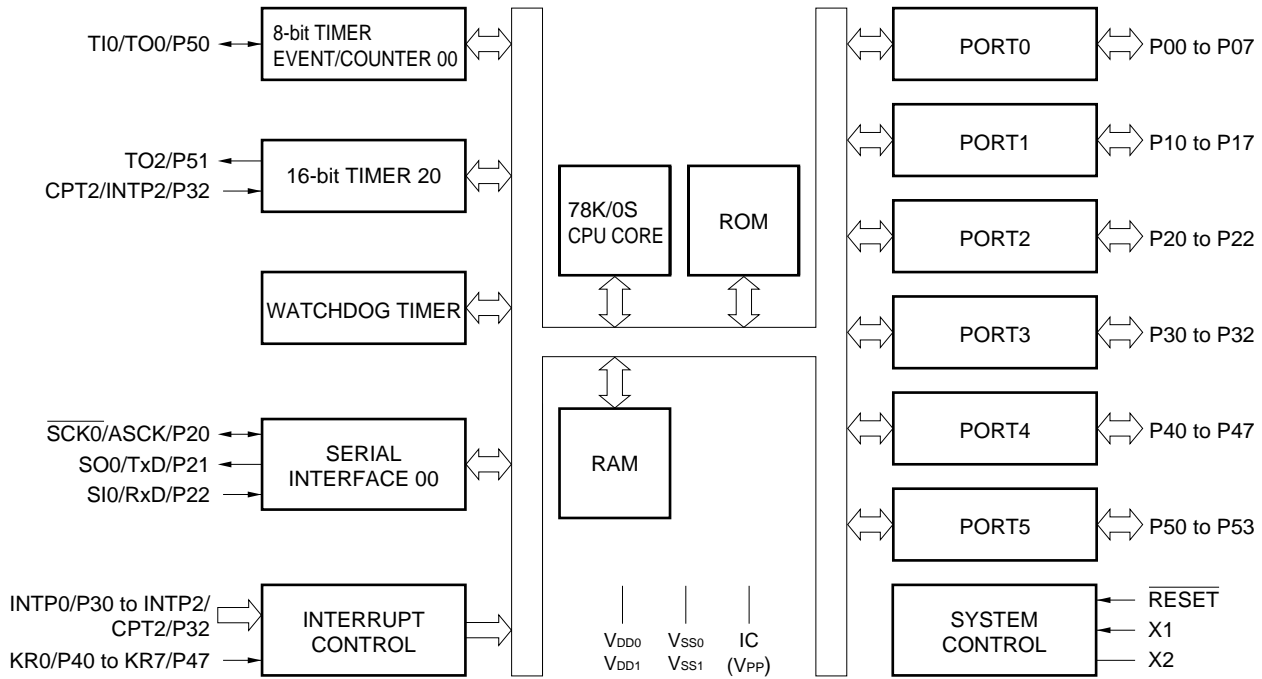 TI0/TO0/P50
8-bit TIMER
EVENT/COUNTER 00
TO2/P51
CPT2/INTP2/P32
16-bit TIMER 20
WATCHDOG TIMER
SCK0/ASCK/P20
SO0/TxD/P21
SI0/RxD/P22
SERIAL
INTERFACE 00
INTP0/P30 to INTP2/
CPT2/P32
KR0/P40 to KR7/P47
INTERRUPT
CONTROL
78K/0S
CPU CORE
ROM
RAM
VDD0
VDD1
VSS0
VSS1
IC
(VPP)
PORT0
P00 to P07
PORT1
P10 to P17
PORT2
P20 to P22
PORT3
P30 to P32
PORT4
P40 to P47
PORT5
P50 to P53
SYSTEM
CONTROL
RESET
X1
X2